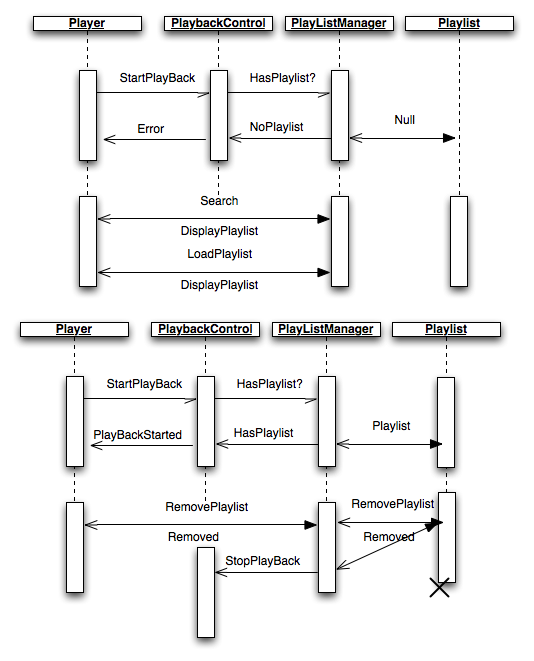 Player
PlaybackControl
PlayListManager
Playlist
StartPlayBack
HasPlaylist?
Error
NoPlaylist
Null
Search
DisplayPlaylist
LoadPlaylist
DisplayPlaylist
Player
PlaybackControl
PlayListManager
Playlist
StartPlayBack
HasPlaylist?
PlayBackStarted
HasPlaylist
Playlist
RemovePlaylist
RemovePlaylist
Removed
Removed
StopPlayBack